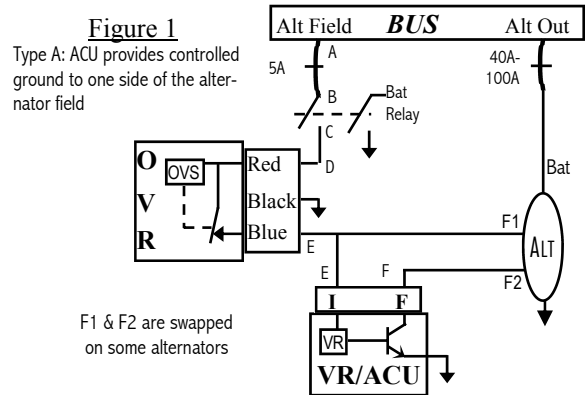 Figure 1
Type A: ACU provides controlled
ground to one side of the alter-
nator field
Alt Field BUS Alt Out
5A
A
40A-
100A
B
Bat
Relay
C
D
Bat
O
V
R
OVS
Red
Black
Blue
E
F1
ALT
F2
E
F
I F
VR
VR/ACU
F1 & F2 are swapped
on some alternators